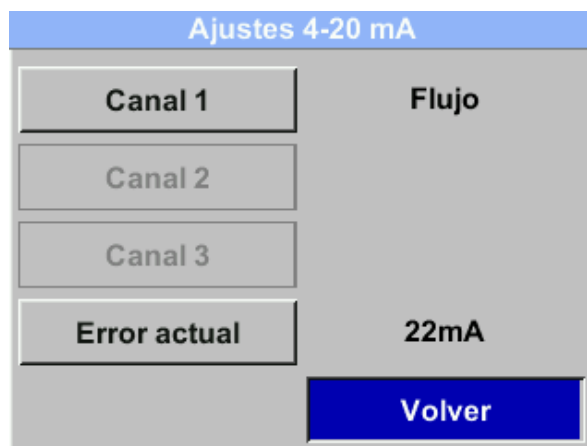 Ajustes 4-20 mA
Canal 1 Flujo
Canal 2
Canal 3
Error actual 22mA
Volver